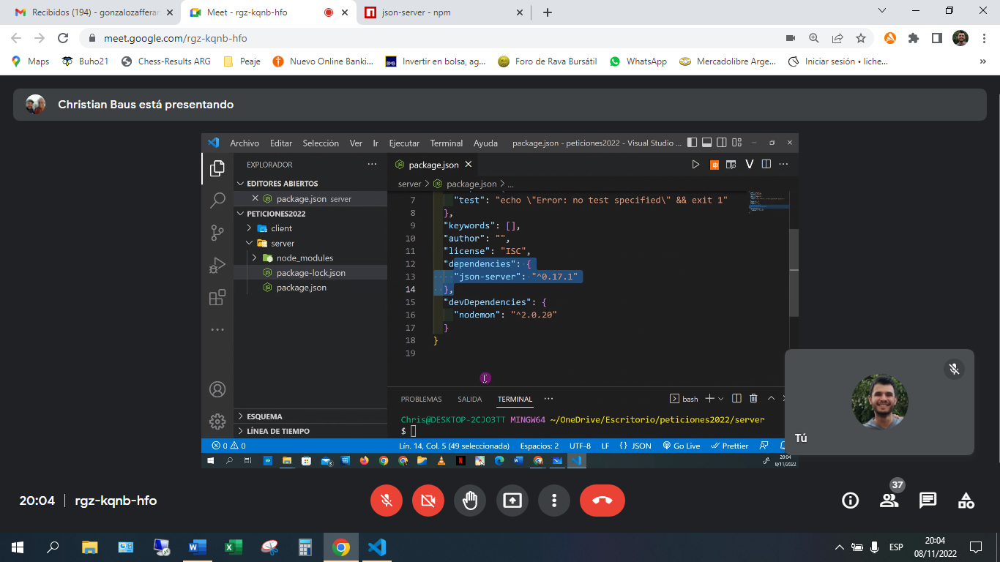 Recibidos (194) - gonzalozafferan
Meet - rgz-kqnb-hfo
json-server - npm
meet.google.com/rgz-kqnb-hfo
Maps
Buho21
Chess-Results ARG
Peaje
Nuevo Online Banki...
BMB
Invertir en bolsa, ag...
Foro de Rava Bursátil
WhatsApp
Mercadolibre Arge...
Iniciar sesión • liche...
»
Christian Baus está presentando
Archivo Editar Selección Ver Ir Ejecutar Terminal Ayuda package.json - peticiones2022 - Visual Studio ...
EXPLORADOR
package.json
EDITORES ABIERTOS
server > package.json > ...
package.json server
PETICIONES2022
client
server
node_modules
package-lock.json
package.json
7 "test": "echo \"Error: no test specified\" && exit 1"
8 },
9 "keywords": [],
10 "author": "",
11 "license": "ISC",
12 "dependencies": {
13 "json-server": "^0.17.1"
14 },
15 "devDependencies": {
16 "nodemon": "^2.0.20"
17 }
18 }
19
PROBLEMAS SALIDA TERMINAL ... bash
Chris@DESKTOP-2CJO3TT MINGW64 ~/OneDrive/Escritorio/peticiones2022/server
$
ESQUEMA
LÍNEA DE TIEMPO
0 0 Lín. 14, Col. 5 (49 seleccionada) Espacios: 2 UTF-8 LF {} JSON Go Live Prettier
20:04
8/11/2022
Tú
20:04 | rgz-kqnb-hfo
37
ESP
20:04
08/11/2022